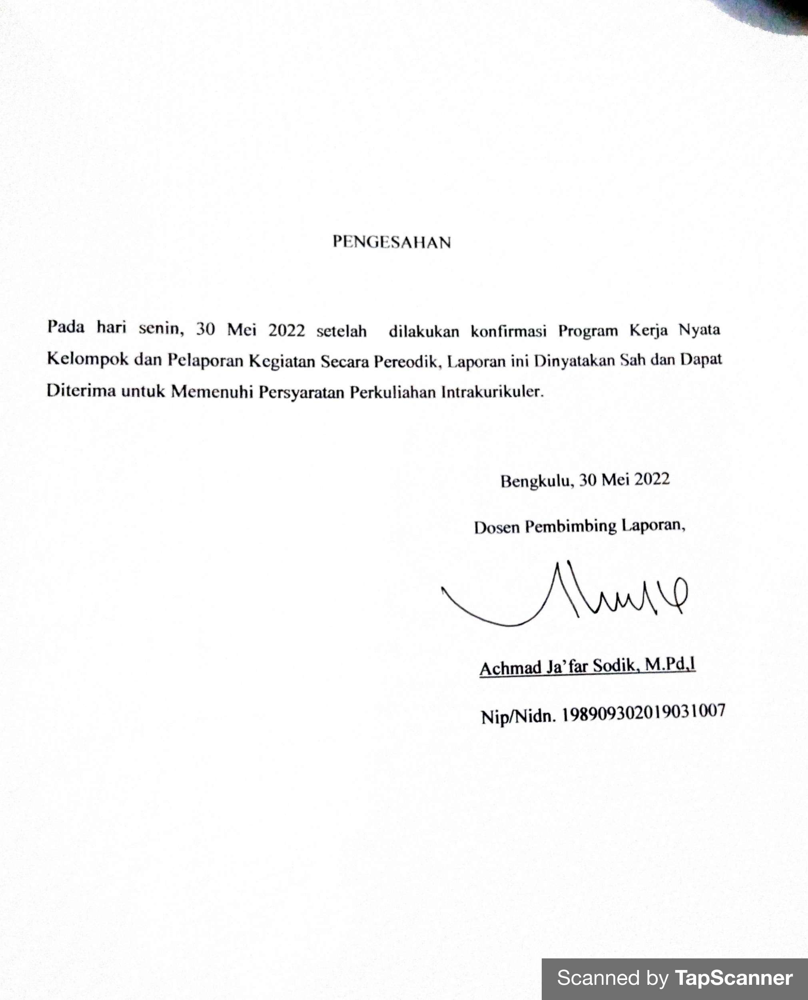 PENGESAHAN
Pada hari senin, 30 Mei 2022 setelah dilakukan konfirmasi Program Kerja Nyata
Kelompok dan Pelaporan Kegiatan Secara Pereodik, Laporan ini Dinyatakan Sah dan Dapat
Diterima untuk Memenuhi Persyaratan Perkuliahan Intrakurikuler.
Bengkulu, 30 Mei 2022
Dosen Pembimbing Laporan,
Achmad Ja'far Sodik, M.Pd,I
Nip/Nidn. 198909302019031007
Scanned by TapScanner